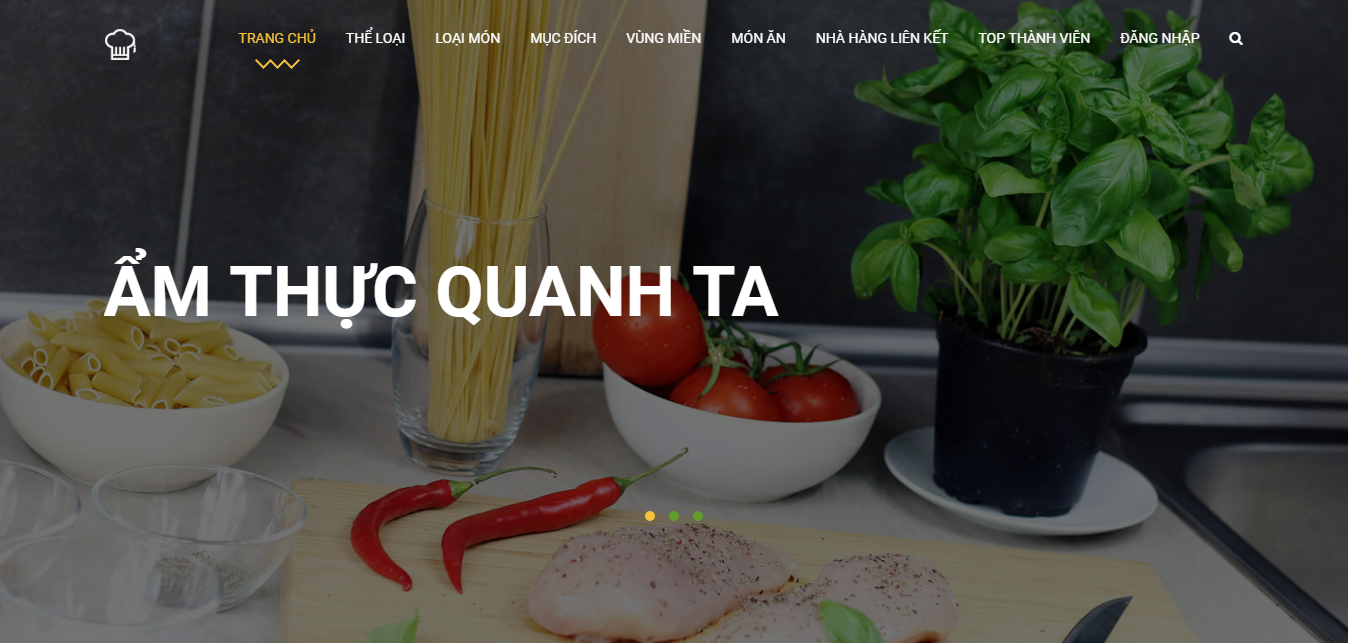 TRANG CHỦ THỂ LOẠI LOẠI MÓN MỤC ĐÍCH VÙNG MIỀN MÓN ĂN NHÀ HÀNG LIÊN KẾT TOP THÀNH VIÊN ĐĂNG NHẬP
ẨM THỰC QUANH TA